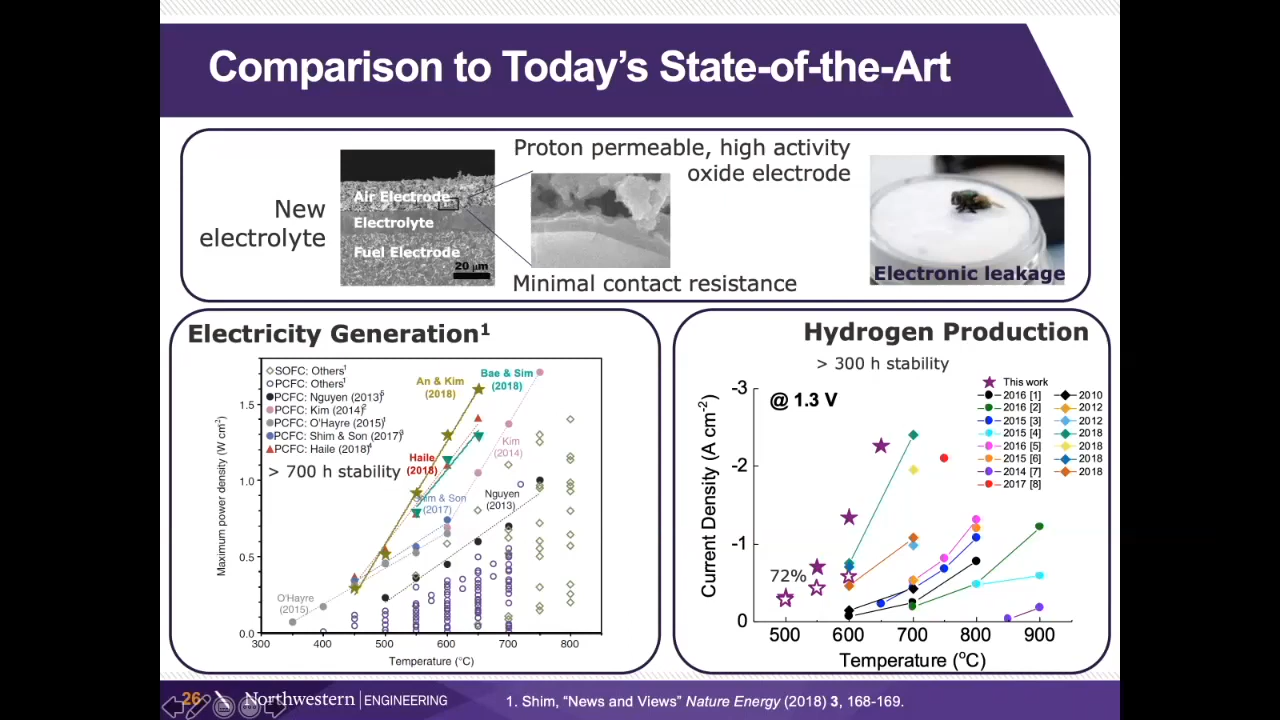 Comparison to Today's State-of-the-Art
New
electrolyte
Air Electrode
Electrolyte
Fuel Electrode
20 μm
Proton permeable, high activity
oxide electrode
Minimal contact resistance
Electronic leakage
Electricity Generation¹
SOFC: Others¹
PCFC: Others¹
PCFC: Nguyen (2013)⁵
PCFC: Kim (2014)²
PCFC: O'Hayre (2015)¹
PCFC: Shim & Son (2017)³
PCFC: Haile (2018)⁴
> 700 h stability
An & Kim
(2018)
Bae & Sim
(2018)
Haile
(2018)
Kim
(2014)
Shim & Son
(2017)
Nguyen
(2013)
O'Hayre
(2015)
Maximum power density (W cm²)
1.5
1.0
0.5
0.0
300 400 500 600 700 800
Temperature (°C)
Hydrogen Production
> 300 h stability
@ 1.3 V
This work
2016 [1] 2010
2016 [2] 2012
2015 [3] 2012
2015 [4] 2018
2016 [5] 2018
2015 [6] 2018
2014 [7] 2018
2017 [8]
72%
Current Density (A cm⁻²)
-3
-2
-1
0
500 600 700 800 900
Temperature (°C)
26
Northwestern | ENGINEERING
1. Shim, "News and Views" Nature Energy (2018) 3, 168-169.